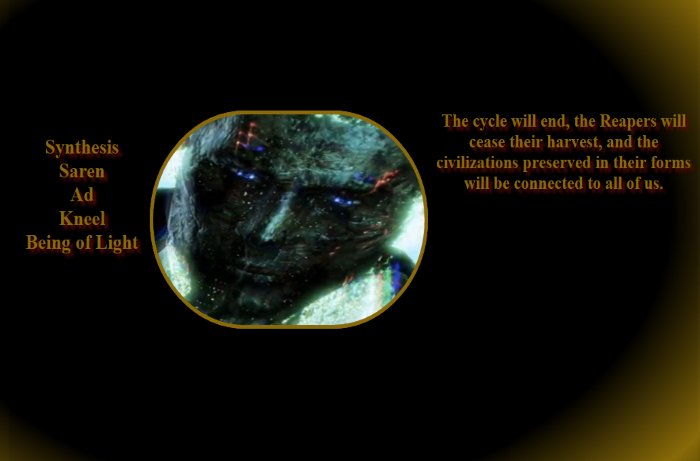 Synthesis
Saren
Ad
Kneel
Being of Light
The cycle will end, the Reapers will
cease their harvest, and the
civilizations preserved in their forms
will be connected to all of us.